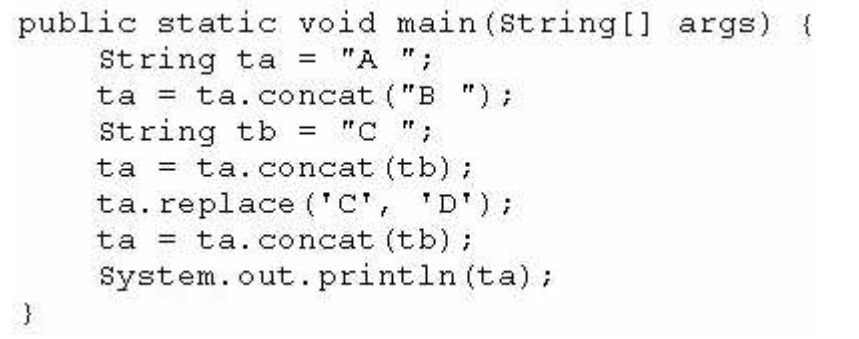 public static void main(String[] args) {
String ta = "A ";
ta = ta.concat("B ");
String tb = "C ";
ta = ta.concat(tb);
ta.replace('C', 'D');
ta = ta.concat(tb);
System.out.println(ta);
}